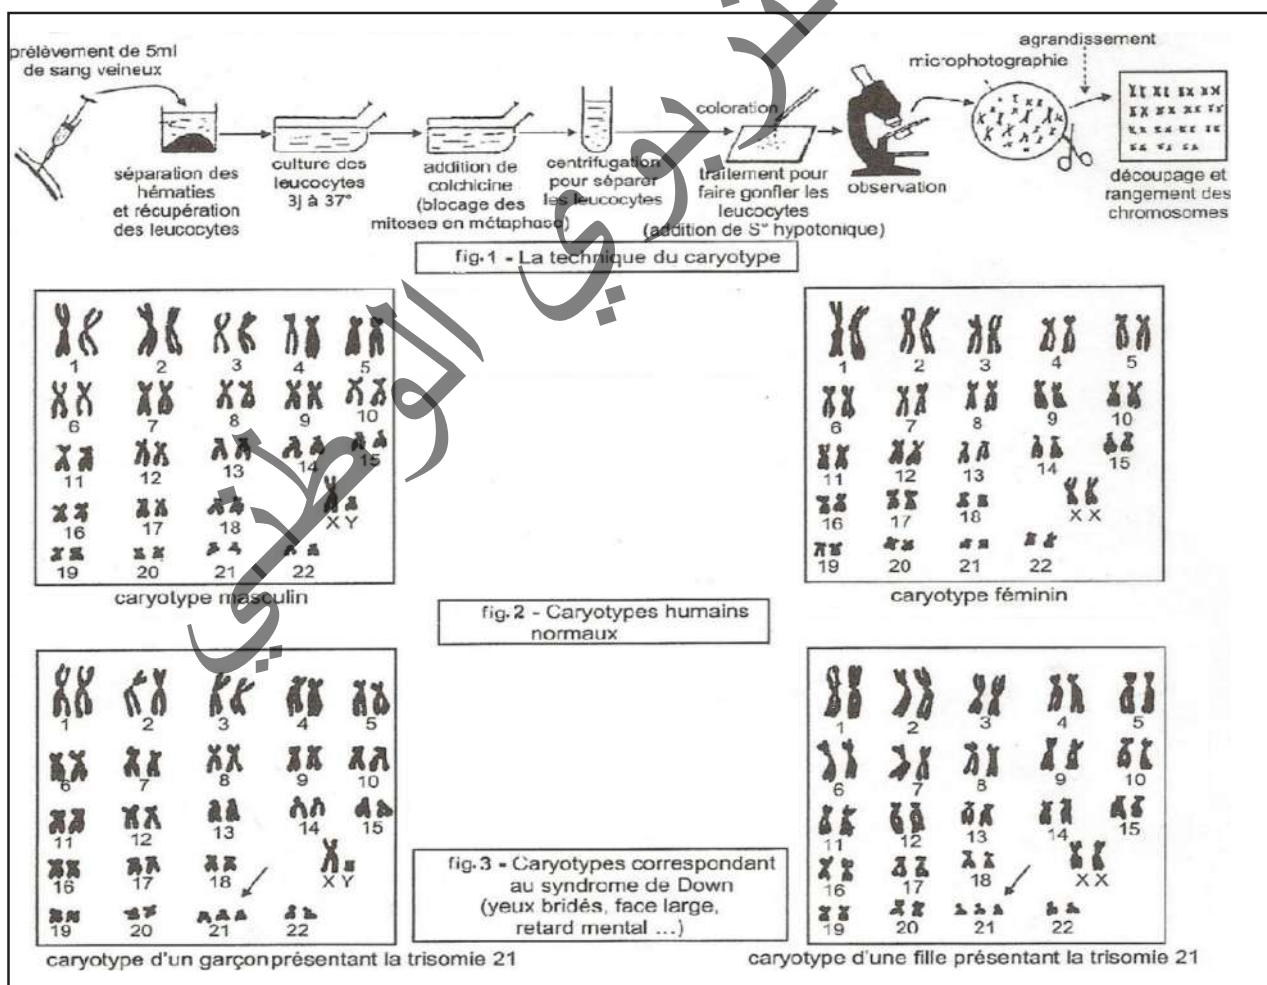 prélèvement de 5ml
de sang veineux
séparation des
hématies
et récupération
des leucocytes
culture des
leucocytes
3j à 37°
addition de
colchicine
(blocage des
mitoses en métaphase)
centrifugation
pour séparer
les leucocytes
coloration
traitement pour
faire gonfler les
leucocytes
(addition de S° hypotonique)
observation
microphotographie
agrandissement
découpage et
rangement des
chromosomes
fig.1 - La technique du caryotype
1 2 3 4 5
6 7 8 9 10
11 12 13 14 15
16 17 18 X Y
19 20 21 22
caryotype masculin
1 2 3 4 5
6 7 8 9 10
11 12 13 14 15
16 17 18 X X
19 20 21 22
caryotype féminin
fig.2 - Caryotypes humains
normaux
1 2 3 4 5
6 7 8 9 10
11 12 13 14 15
16 17 18 X Y
19 20 21 22
caryotype d'un garçon présentant la trisomie 21
fig.3 - Caryotypes correspondant
au syndrome de Down
(yeux bridés, face large,
retard mental ...)
1 2 3 4 5
6 7 8 9 10
11 12 13 14 15
16 17 18 X X
19 20 21 22
caryotype d'une fille présentant la trisomie 21